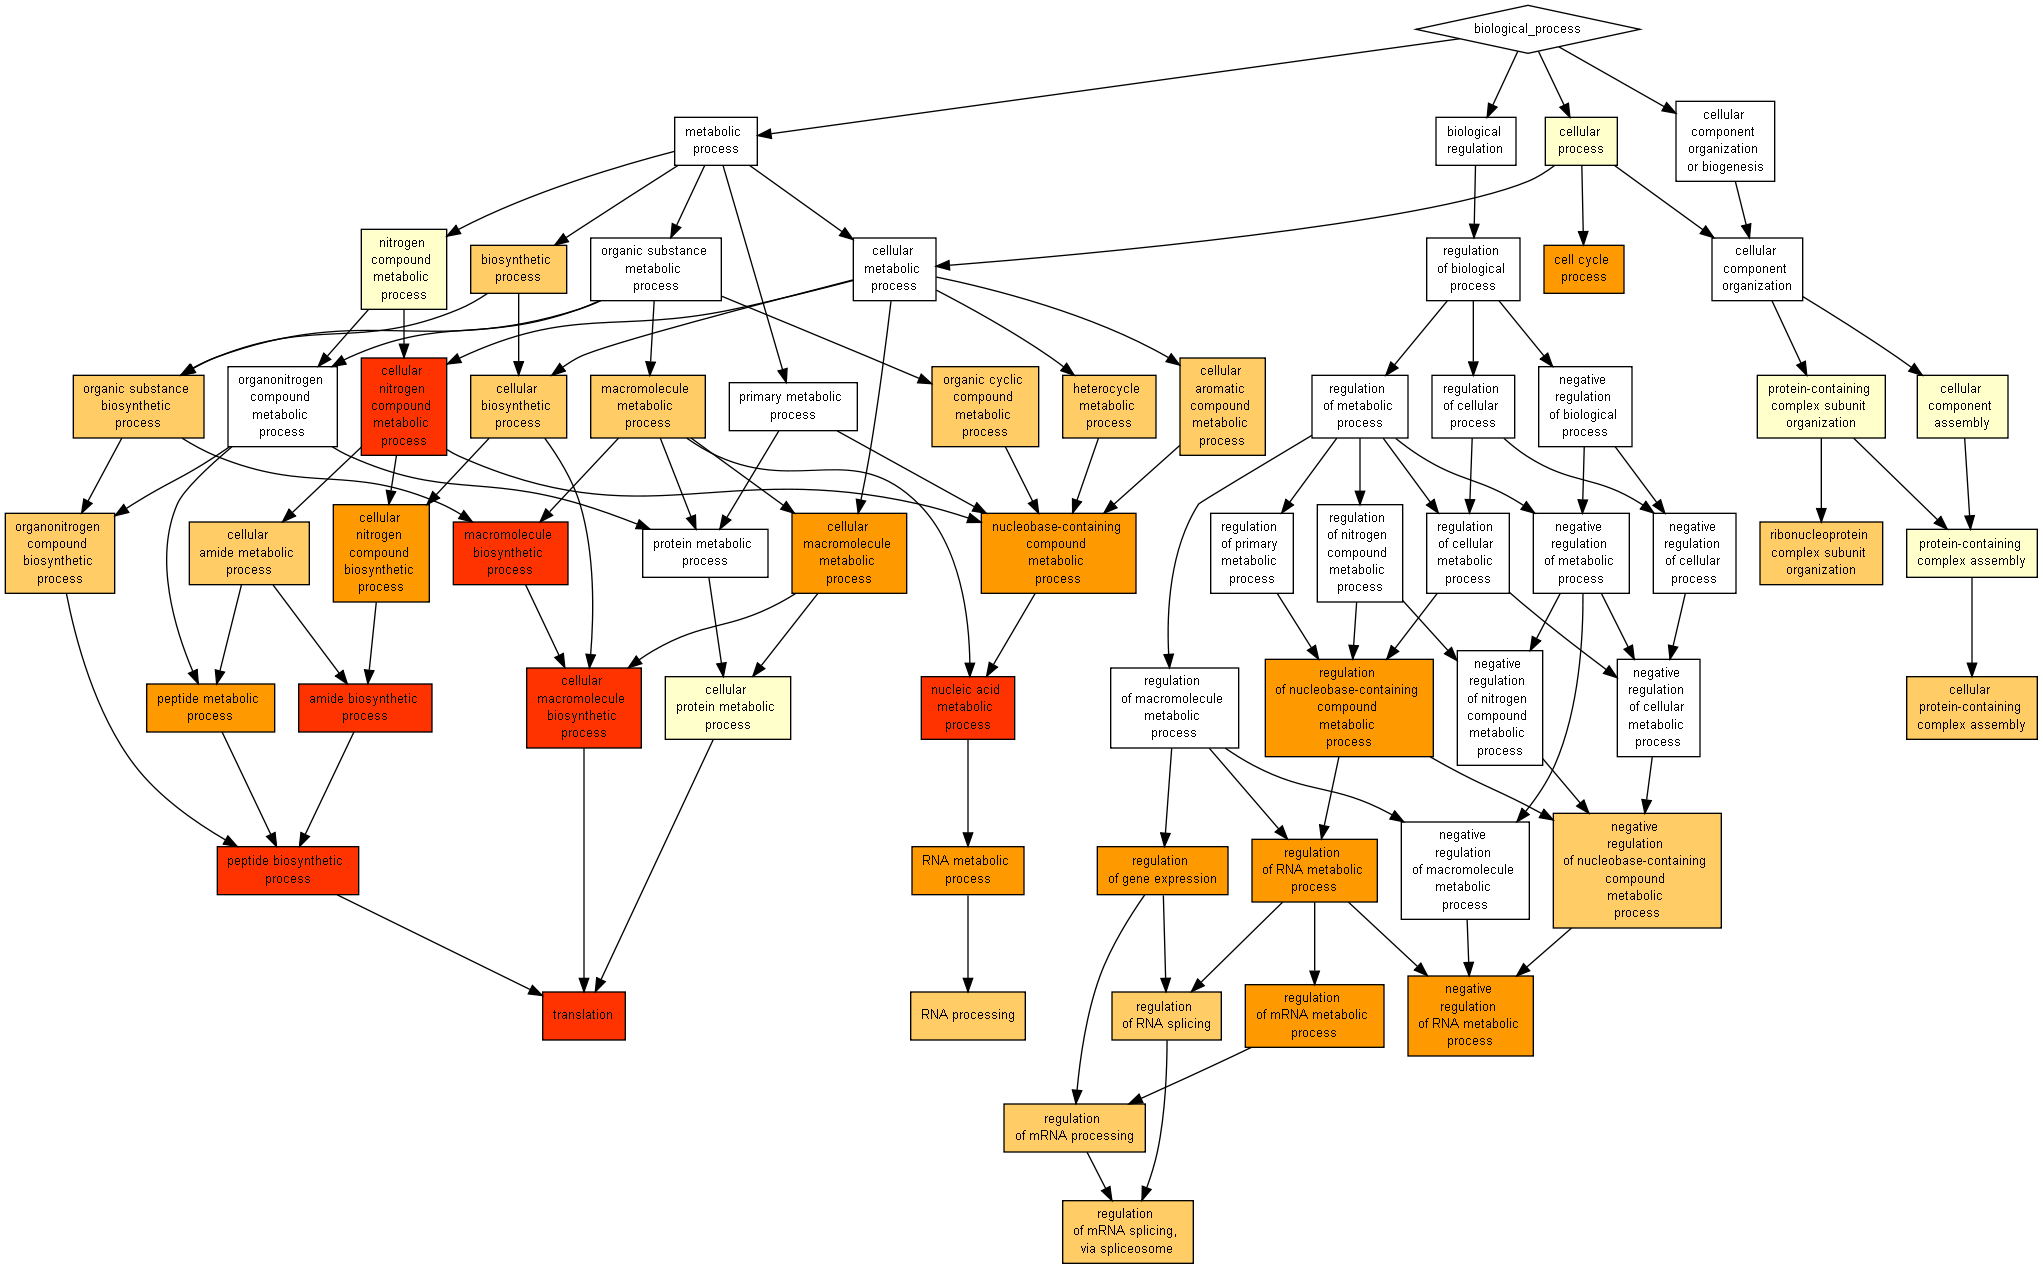 biological_process
metabolic
process
biological
regulation
cellular
process
cellular
component
organization
or biogenesis
nitrogen
compound
metabolic
process
biosynthetic
process
organic substance
metabolic
process
cellular
metabolic
process
regulation
of biological
process
cell cycle
process
cellular
component
organization
organic substance
biosynthetic
process
organonitrogen
compound
metabolic
process
cellular
nitrogen
compound
metabolic
process
cellular
biosynthetic
process
macromolecule
metabolic
process
primary metabolic
process
organic cyclic
compound
metabolic
process
heterocycle
metabolic
process
cellular
aromatic
compound
metabolic
process
regulation
of metabolic
process
regulation
of cellular
process
negative
regulation
of biological
process
protein-containing
complex subunit
organization
cellular
component
assembly
organonitrogen
compound
biosynthetic
process
cellular
amide metabolic
process
cellular
nitrogen
compound
biosynthetic
process
macromolecule
biosynthetic
process
protein metabolic
process
cellular
macromolecule
metabolic
process
nucleobase-containing
compound
metabolic
process
regulation
of primary
metabolic
process
regulation
of nitrogen
compound
metabolic
process
regulation
of cellular
metabolic
process
negative
regulation
of metabolic
process
negative
regulation
of cellular
process
ribonucleoprotein
complex subunit
organization
protein-containing
complex assembly
peptide metabolic
process
amide biosynthetic
process
cellular
macromolecule
biosynthetic
process
cellular
protein metabolic
process
nucleic acid
metabolic
process
regulation
of macromolecule
metabolic
process
regulation
of nucleobase-containing
compound
metabolic
process
negative
regulation
of nitrogen
compound
metabolic
process
negative
regulation
of cellular
metabolic
process
cellular
protein-containing
complex assembly
peptide biosynthetic
process
RNA metabolic
process
regulation
of gene expression
regulation
of RNA metabolic
process
negative
regulation
of macromolecule
metabolic
process
negative
regulation
of nucleobase-containing
compound
metabolic
process
translation
RNA processing
regulation
of RNA splicing
regulation
of mRNA metabolic
process
negative
regulation
of RNA metabolic
process
regulation
of mRNA processing
regulation
of mRNA splicing,
via spliceosome